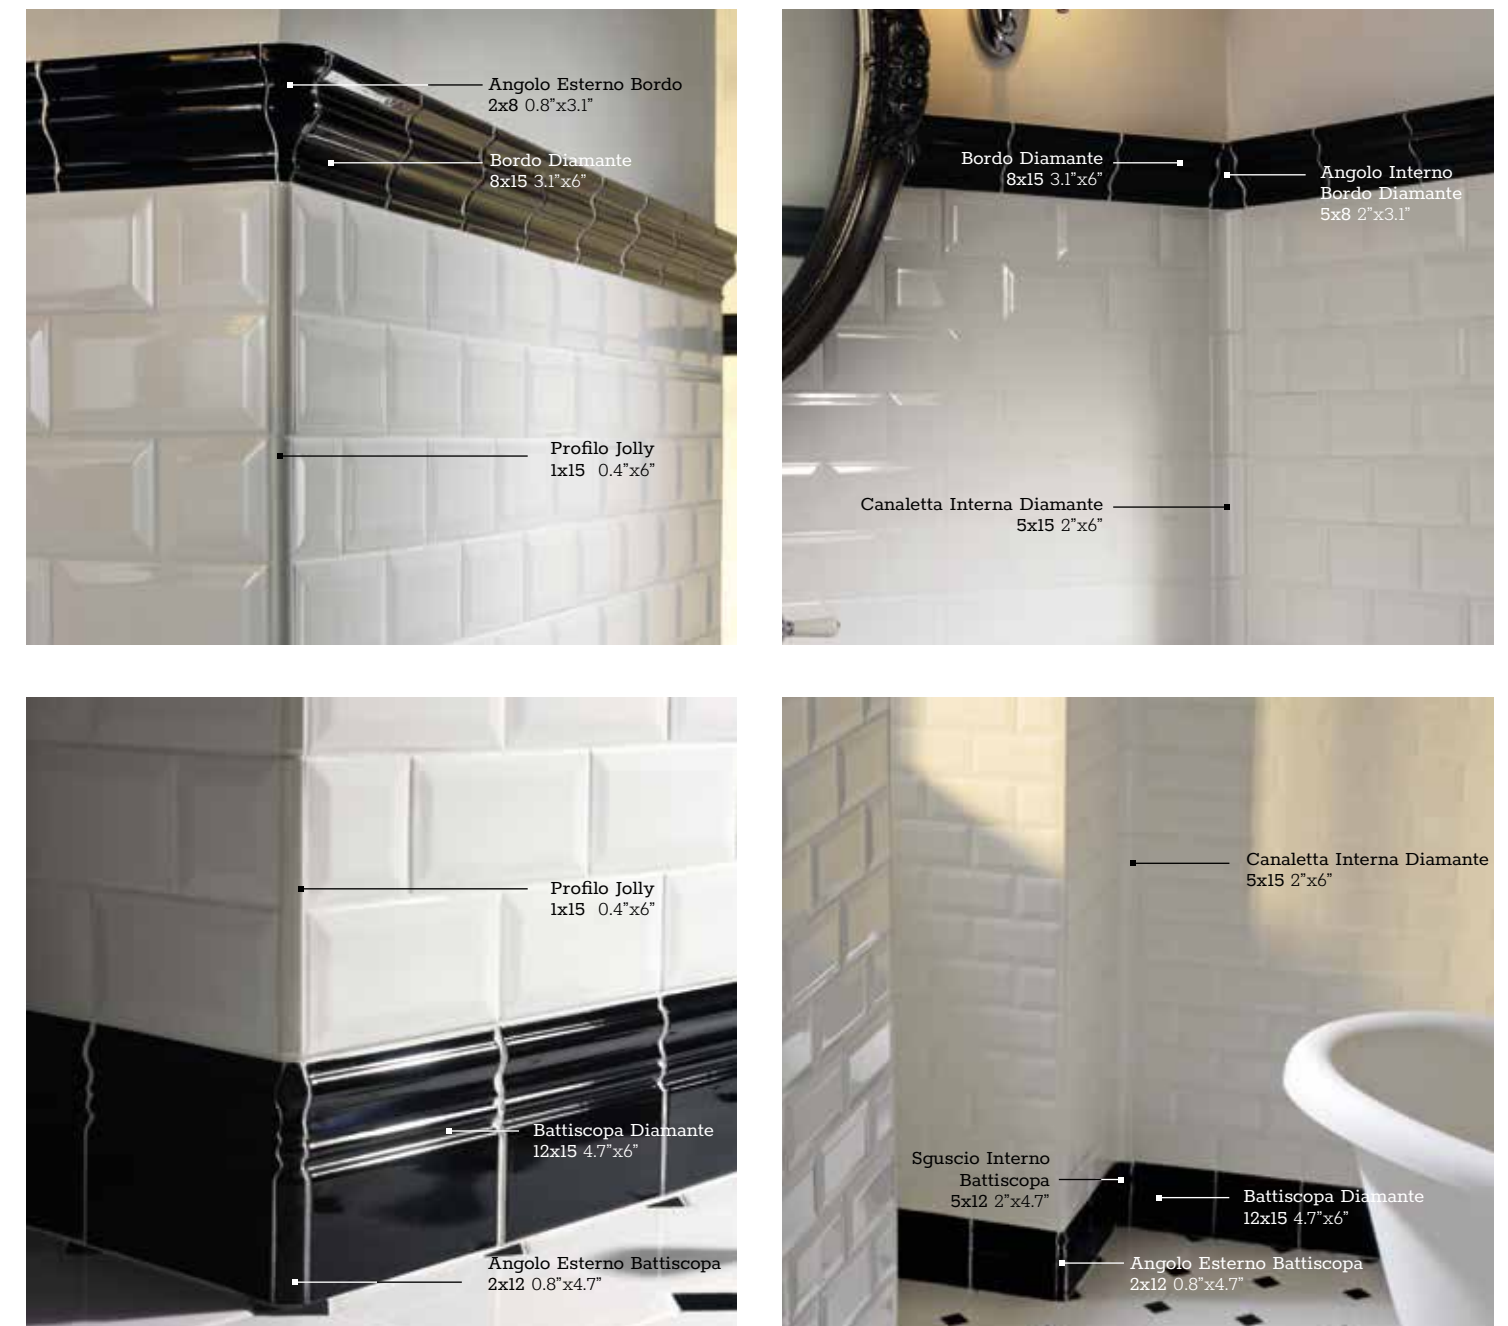 Angolo Esterno Bordo
2x8 0.8”x3.1”
Bordo Diamante
8x15 3.1”x6”
Profilo Jolly
1x15 0.4”x6”
Bordo Diamante
8x15 3.1”x6”
Angolo Interno
Bordo Diamante
5x8 2”x3.1”
Canaletta Interna Diamante
5x15 2”x6”
Profilo Jolly
1x15 0.4”x6”
Battiscopa Diamante
12x15 4.7”x6”
Angolo Esterno Battiscopa
2x12 0.8”x4.7”
Canaletta Interna Diamante
5x15 2”x6”
Sguscio Interno
Battiscopa
5x12 2”x4.7”
Battiscopa Diamante
12x15 4.7”x6”
Angolo Esterno Battiscopa
2x12 0.8”x4.7”